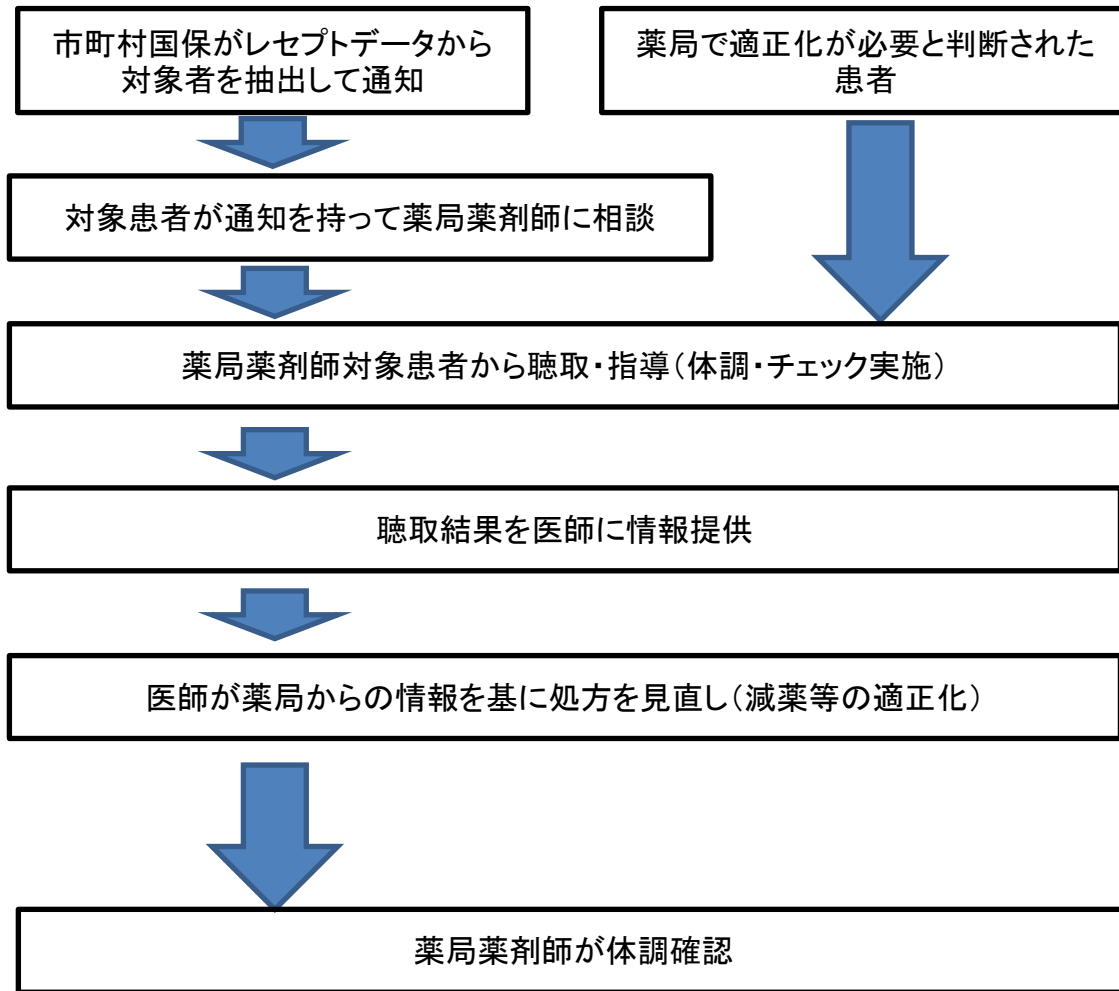 市町村国保がレセプトデータから
対象者を抽出して通知
薬局で適正化が必要と判断された
患者
対象患者が通知を持って薬局薬剤師に相談
薬局薬剤師対象患者から聴取・指導(体調・チェック実施)
聴取結果を医師に情報提供
医師が薬局からの情報を基に処方を見直し(減薬等の適正化)
薬局薬剤師が体調確認